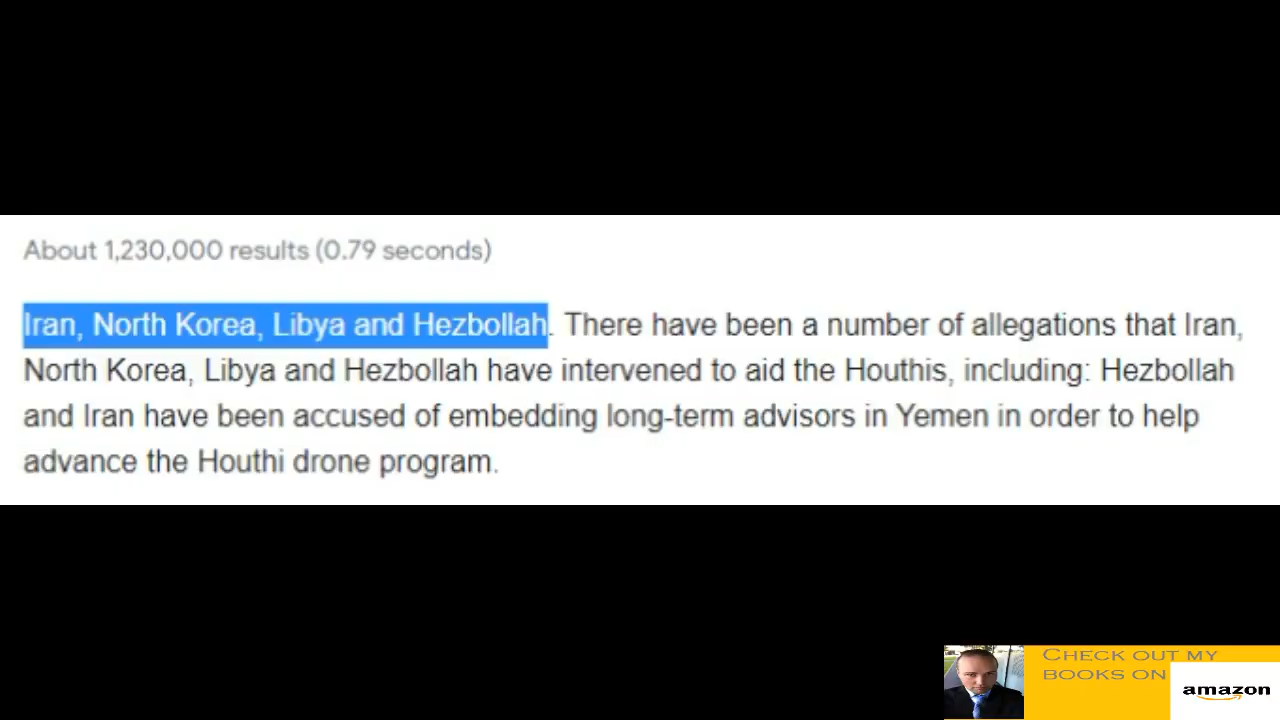 About 1,230,000 results (0.79 seconds)
Iran, North Korea, Libya and Hezbollah. There have been a number of allegations that Iran,
North Korea, Libya and Hezbollah have intervened to aid the Houthis, including: Hezbollah
and Iran have been accused of embedding long-term advisors in Yemen in order to help
advance the Houthi drone program.
CHECK OUT MY
BOOKS ON
amazon